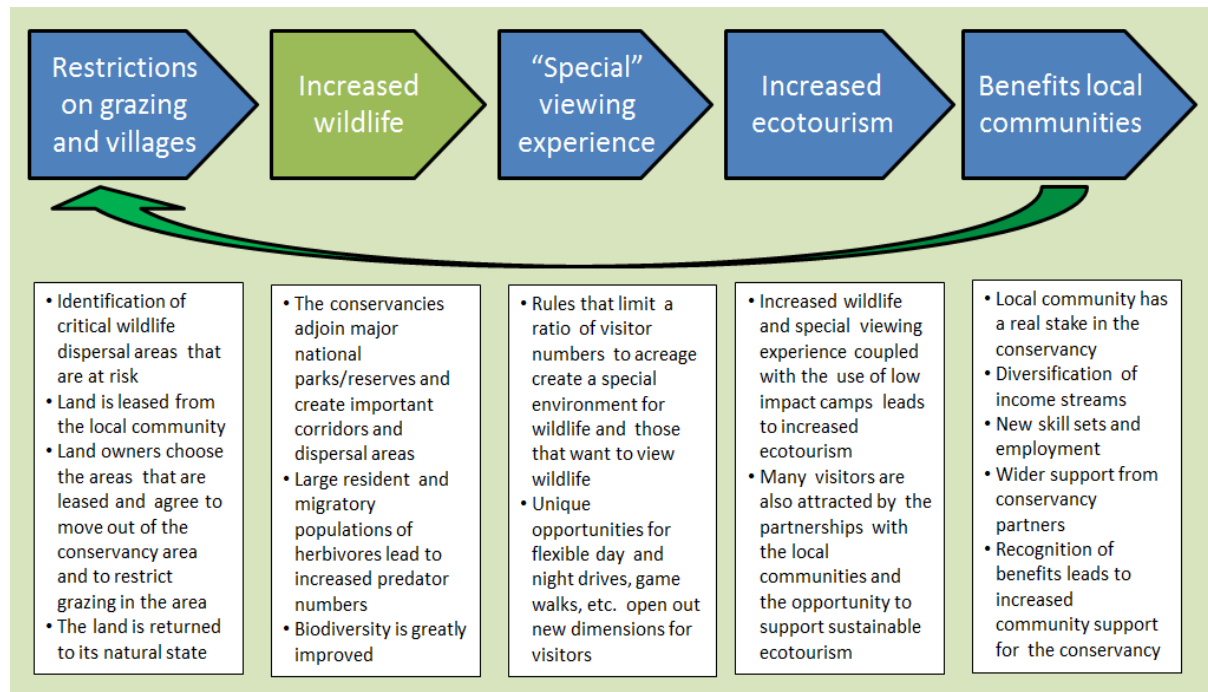 Restrictions
on grazing
and villages
Increased
wildlife
“Special”
viewing
experience
Increased
ecotourism
Benefits local
communities
• Identification of
critical wildlife
dispersal areas that
are at risk
• Land is leased from
the local community
• Land owners choose
the areas that are
leased and agree to
move out of the
conservancy area
and to restrict
grazing in the area
• The land is returned
to its natural state
• The conservancies
adjoin major
national
parks/reserves and
create important
corridors and
dispersal areas
• Large resident and
migratory
populations of
herbivores lead to
increased predator
numbers
• Biodiversity is greatly
improved
• Rules that limit a
ratio of visitor
numbers to acreage
create a special
environment for
wildlife and those
that want to view
wildlife
• Unique
opportunities for
flexible day and
night drives, game
walks, etc. open out
new dimensions for
visitors
• Increased wildlife
and special viewing
experience coupled
with the use of low
impact camps leads
to increased
ecotourism
• Many visitors are
also attracted by the
partnerships with
the local
communities and
the opportunity to
support sustainable
ecotourism
• Local community has
a real stake in the
conservancy
• Diversification of
income streams
• New skill sets and
employment
• Wider support from
conservancy
partners
• Recognition of
benefits leads to
increased
community support
for the conservancy